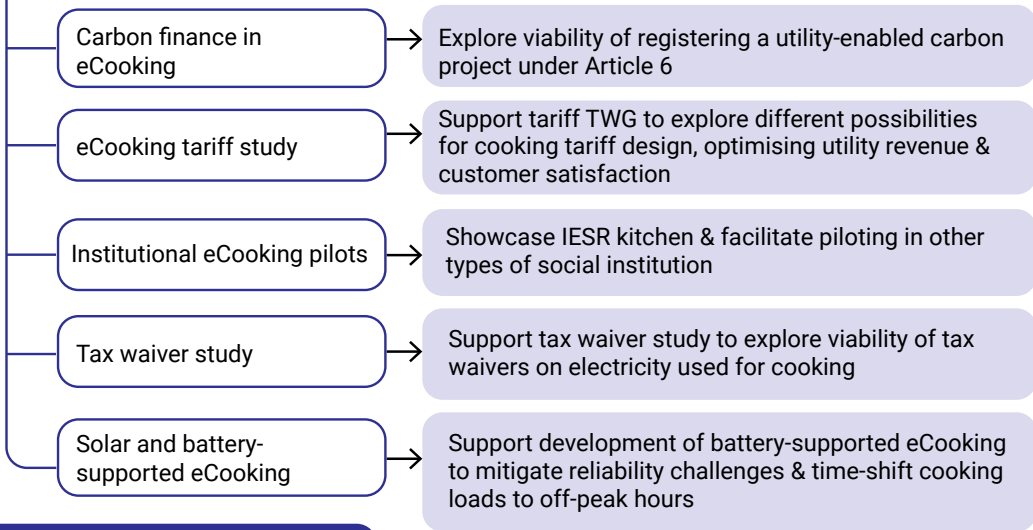 Carbon finance in
eCooking
Explore viability of registering a utility-enabled carbon
project under Article 6
eCooking tariff study
Support tariff TWG to explore different possibilities
for cooking tariff design, optimising utility revenue &
customer satisfaction
Institutional eCooking pilots
Showcase IESR kitchen & facilitate piloting in other
types of social institution
Tax waiver study
Support tax waiver study to explore viability of tax
waivers on electricity used for cooking
Solar and battery-
supported eCooking
Support development of battery-supported eCooking
to mitigate reliability challenges & time-shift cooking
loads to off-peak hours